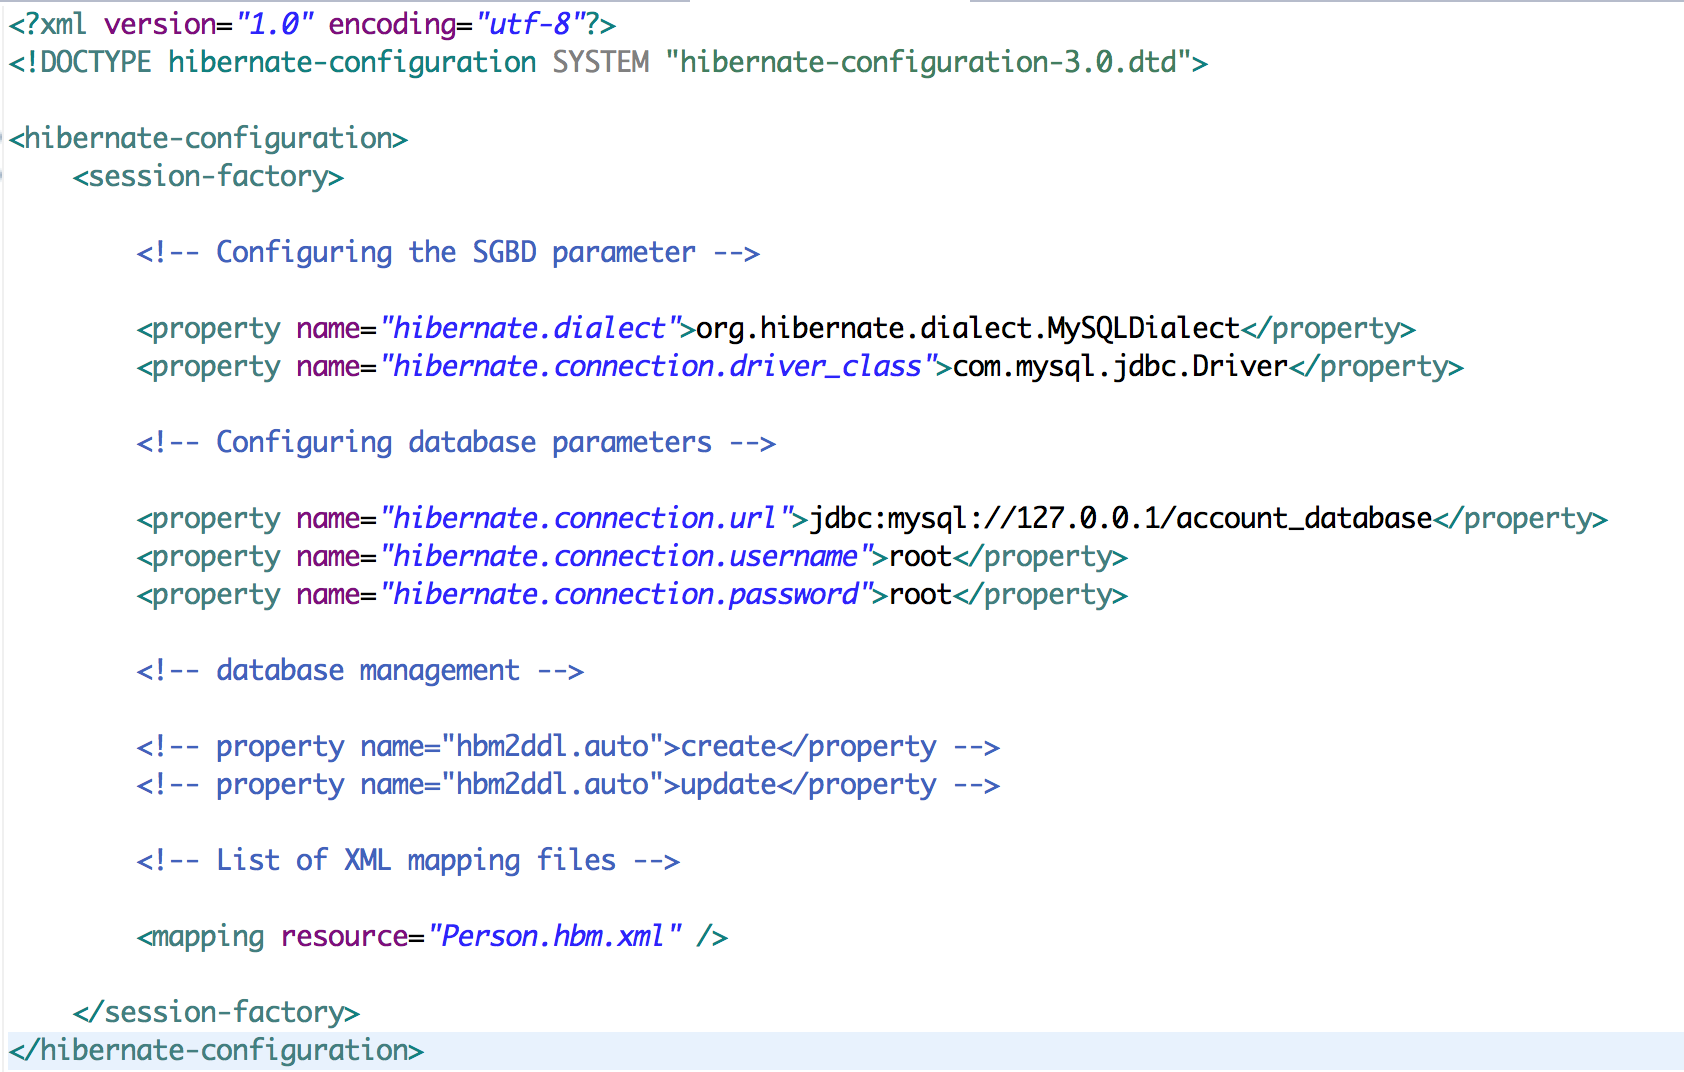 <?xml version="1.0" encoding="utf-8"?>
<!DOCTYPE hibernate-configuration SYSTEM "hibernate-configuration-3.0.dtd">
<hibernate-configuration>
<session-factory>
<!-- Configuring the SGBD parameter -->
<property name="hibernate.dialect">org.hibernate.dialect.MySQLDialect</property>
<property name="hibernate.connection.driver_class">com.mysql.jdbc.Driver</property>
<!-- Configuring database parameters -->
<property name="hibernate.connection.url">jdbc:mysql://127.0.0.1/account_database</property>
<property name="hibernate.connection.username">root</property>
<property name="hibernate.connection.password">root</property>
<!-- database management -->
<!-- property name="hbm2ddl.auto">create</property -->
<!-- property name="hbm2ddl.auto">update</property -->
<!-- List of XML mapping files -->
<mapping resource="Person.hbm.xml" />
</session-factory>
</hibernate-configuration>